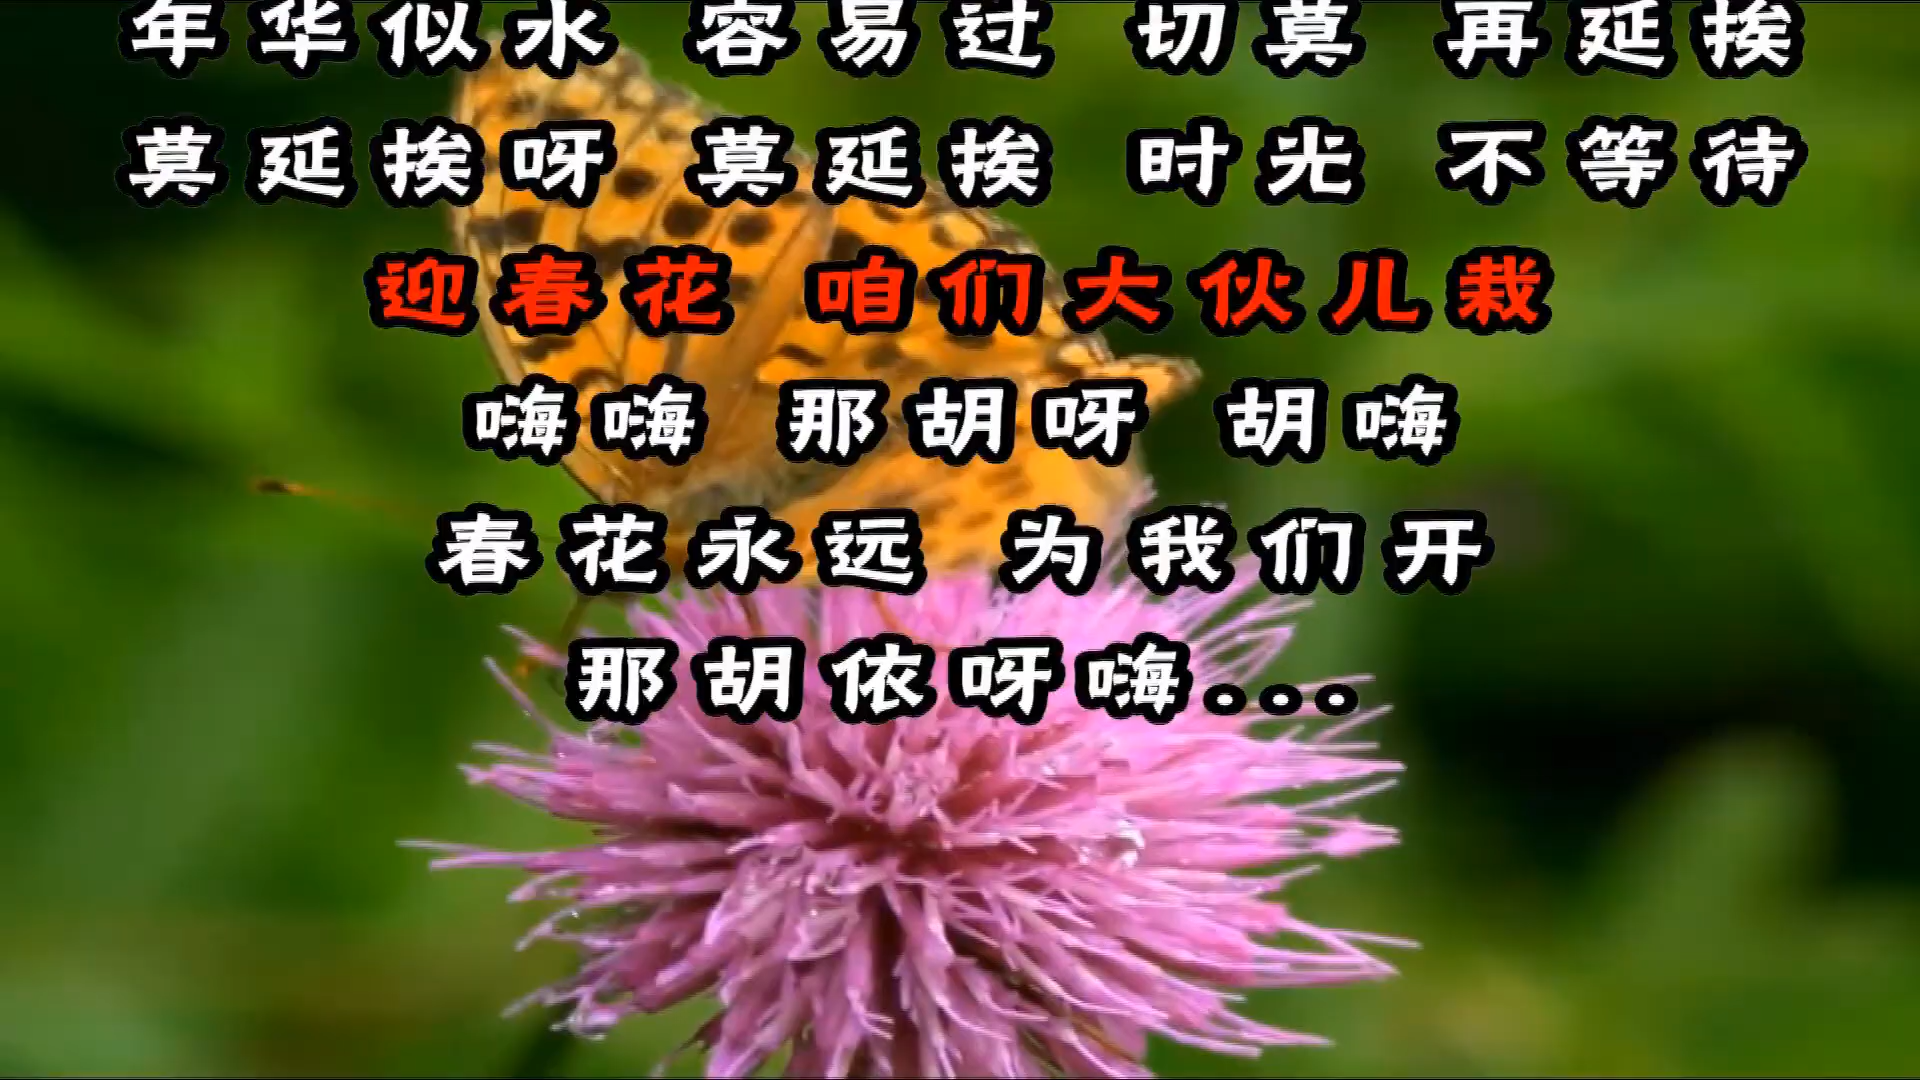 年华似水 容易过 切莫 再延挨
莫延挨呀 莫延挨 时光 不等待
迎春花 咱们大伙儿栽
嗨嗨 那胡呀 胡嗨
春花永远 为我们开
那胡依呀嗨...